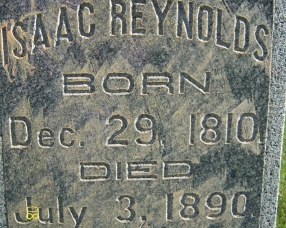 ISAAC REYNOLDS
BORN
Dec. 29, 1810
DIED
July 3, 1890